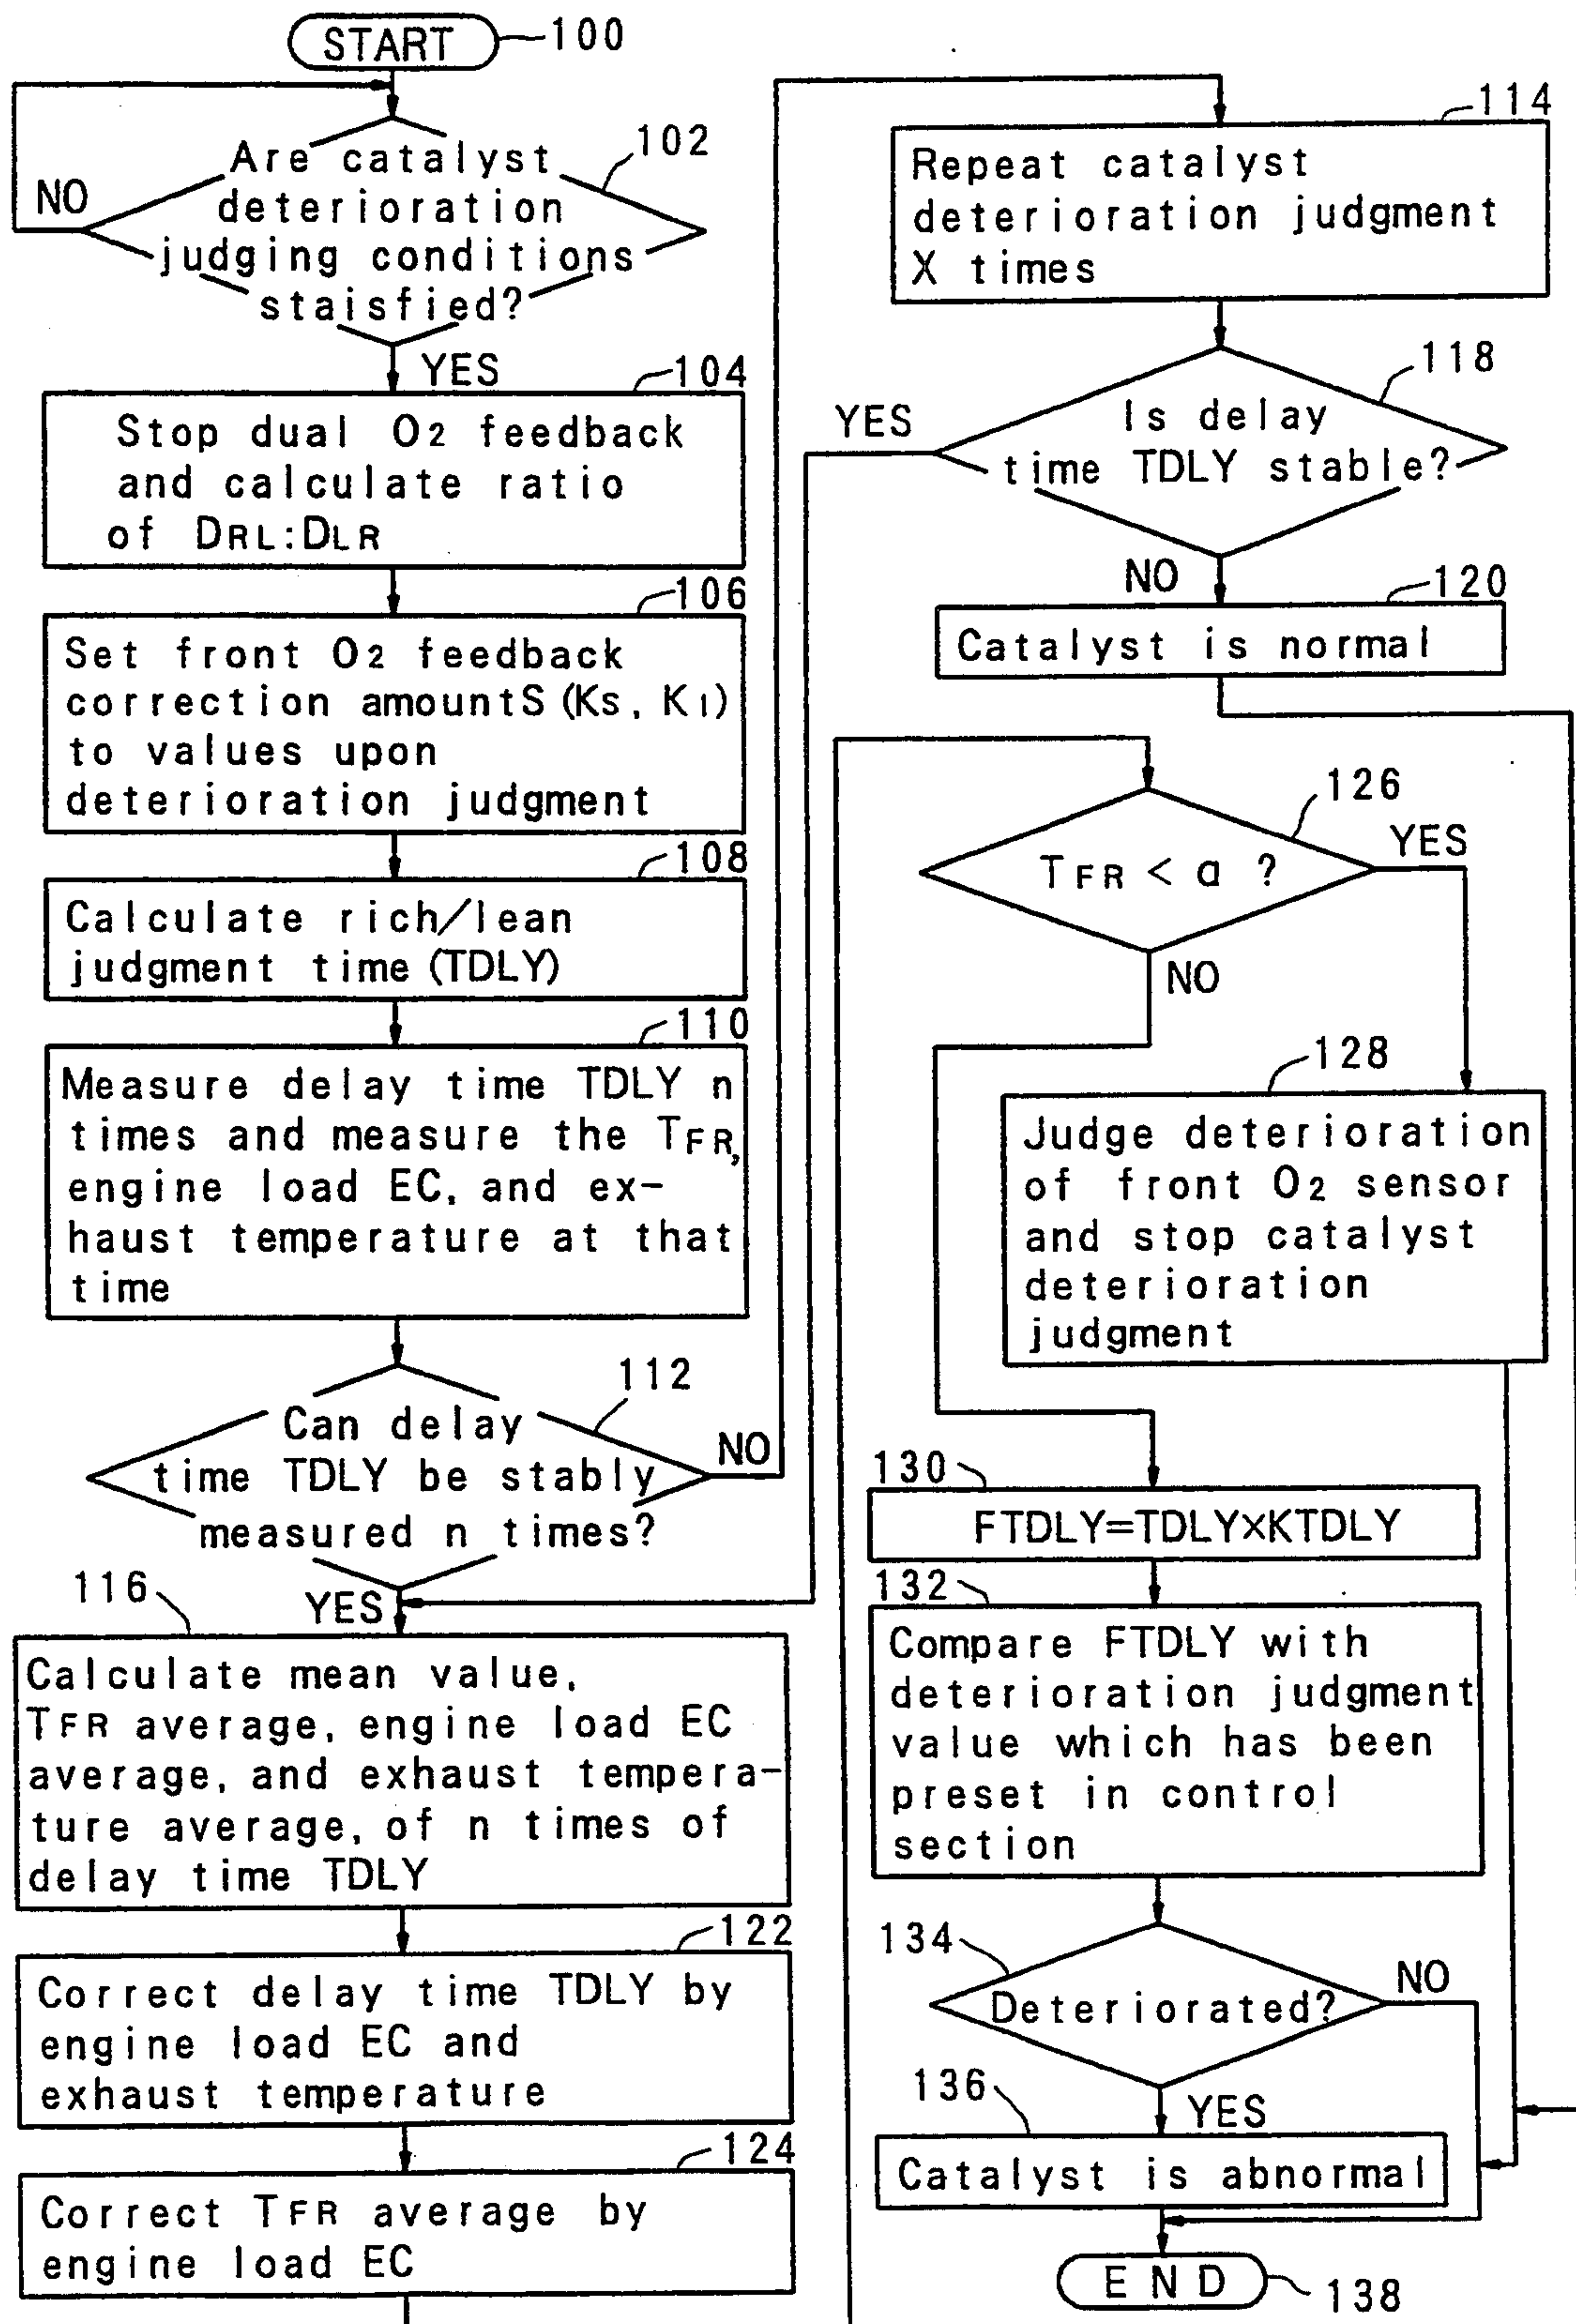 START
100
Are catalyst
deterioration
judging conditions
staisfied?
102
NO
YES
104
Stop dual O2 feedback
and calculate ratio
of DRL:DLR
106
Set front O2 feedback
correction amountS (Ks, KI)
to values upon
deterioration judgment
108
Calculate rich/lean
judgment time (TDLY)
110
Measure delay time TDLY n
times and measure the TFR,
engine load EC, and ex-
haust temperature at that
time
112
Can delay
time TDLY be stably
measured n times?
NO
YES
116
Calculate mean value,
TFR average, engine load EC
average, and exhaust tempera-
ture average, of n times of
delay time TDLY
122
Correct delay time TDLY by
engine load EC and
exhaust temperature
124
Correct TFR average by
engine load EC
114
Repeat catalyst
deterioration judgment
X times
118
Is delay
time TDLY stable?
YES
NO
120
Catalyst is normal
126
TFR < a ?
YES
NO
128
Judge deterioration
of front O2 sensor
and stop catalyst
deterioration
judgment
130
FTDLY=TDLY×KTDLY
132
Compare FTDLY with
deterioration judgment
value which has been
preset in control
section
134
Deteriorated?
NO
YES
136
Catalyst is abnormal
END
138